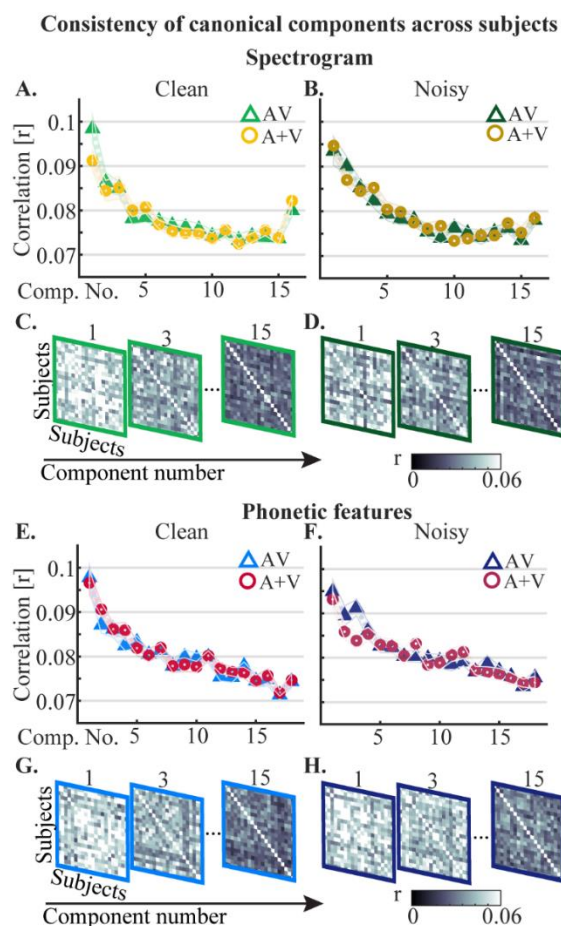 Consistency of canonical components across subjects
Spectrogram
A. Clean B. Noisy
AV AV
A+V A+V
Correlation [r]
0.1
0.09
0.08
0.07
Comp. No. 5 10 15 5 10 15
C. 1 3 15 D. 1 3 15
... ...
Subjects
Subjects
Component number
r
0 0.06
Phonetic features
E. Clean F. Noisy
AV AV
A+V A+V
Correlation [r]
0.1
0.09
0.08
0.07
Comp. No. 5 10 15 5 10 15
G. 1 3 15 H. 1 3 15
... ...
Subjects
Subjects
Component number
r
0 0.06